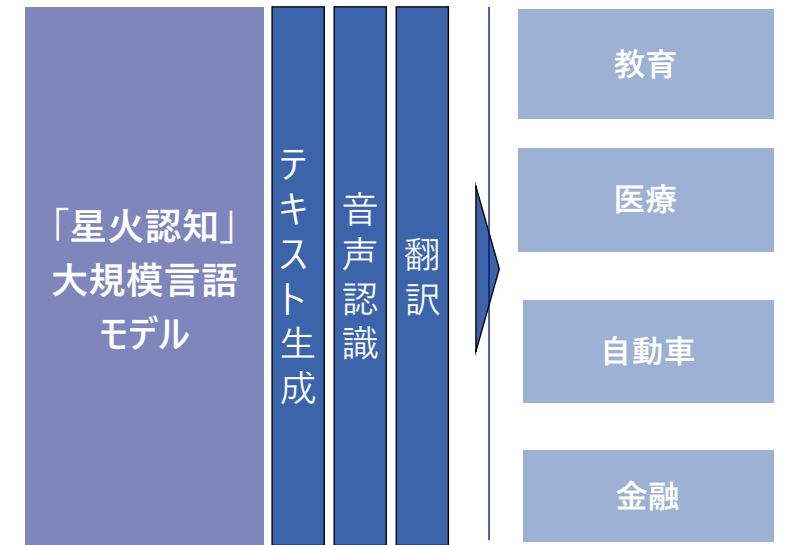 「星火認知」
大規模言語
モデル
テキスト生成
音声認識
翻訳
教育
医療
自動車
金融